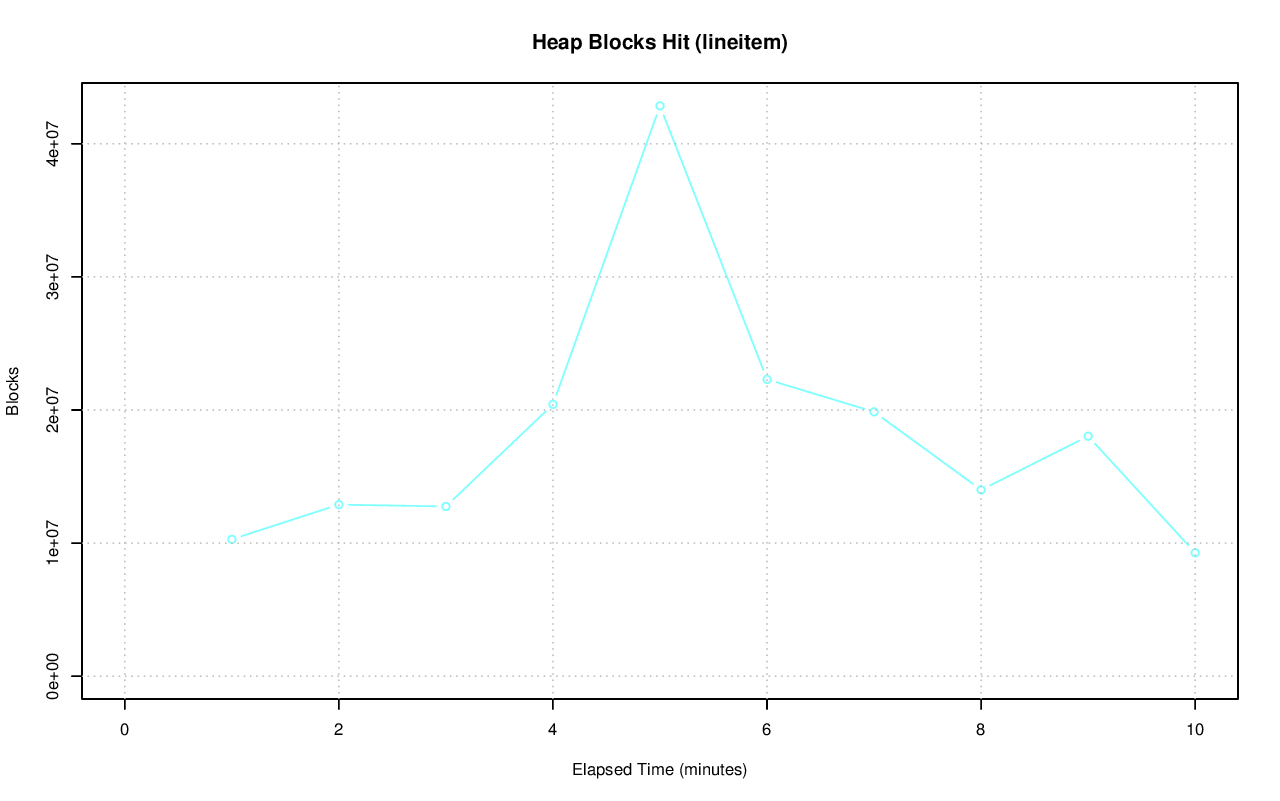 Heap Blocks Hit (lineitem)
Blocks
4e+07
3e+07
2e+07
1e+07
0e+00
0 2 4 6 8 10
Elapsed Time (minutes)